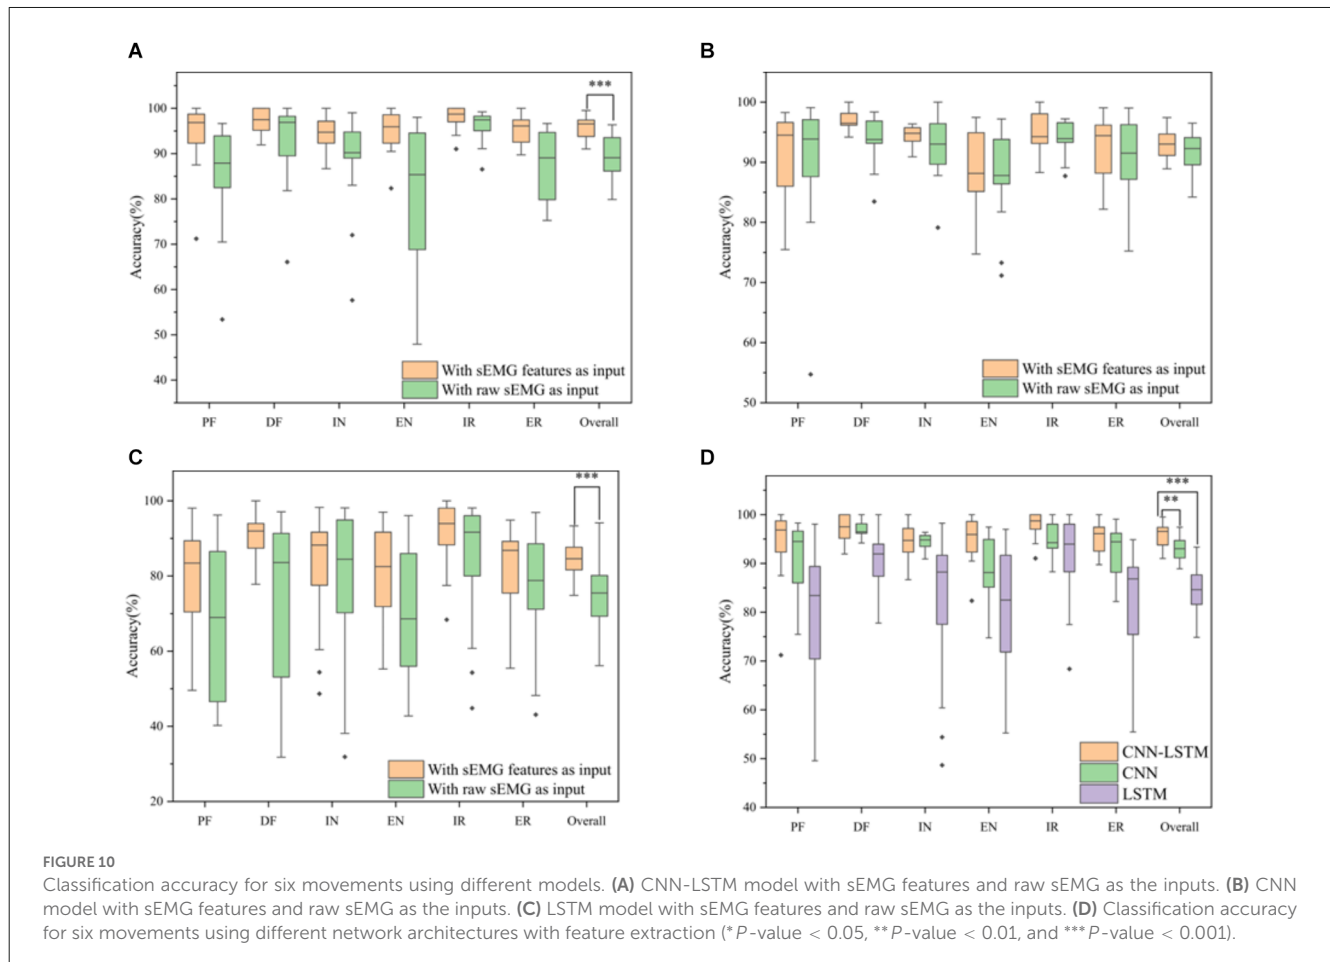 A
***
Accuracy(%)
100
90
80
70
60
50
40
With sEMG features as input
With raw sEMG as input
PF DF IN EN IR ER Overall
B
Accuracy(%)
100
90
80
70
60
50
With sEMG features as input
With raw sEMG as input
PF DF IN EN IR ER Overall
C
***
Accuracy(%)
100
80
60
40
20
With sEMG features as input
With raw sEMG as input
PF DF IN EN IR ER Overall
D
***
**
Accuracy(%)
100
90
80
70
60
50
40
CNN-LSTM
CNN
LSTM
PF DF IN EN IR ER Overall
FIGURE 10
Classification accuracy for six movements using different models. (A) CNN-LSTM model with sEMG features and raw sEMG as the inputs. (B) CNN
model with sEMG features and raw sEMG as the inputs. (C) LSTM model with sEMG features and raw sEMG as the inputs. (D) Classification accuracy
for six movements using different network architectures with feature extraction (*P-value < 0.05, **P-value < 0.01, and ***P-value < 0.001).